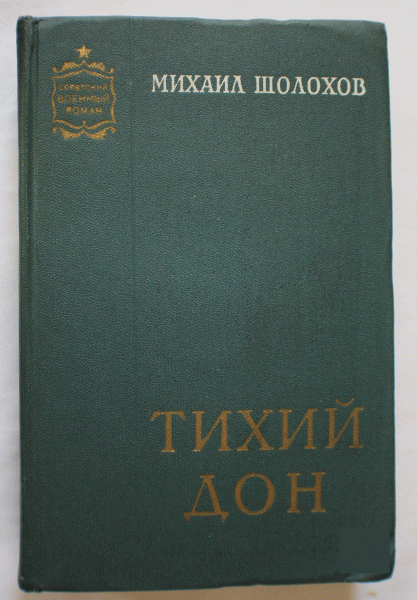 СОВЕТСКИЙ
ВОЕННЫЙ
РОМАН
МИХАИЛ ШОЛОХОВ
ТИХИЙ
ДОН